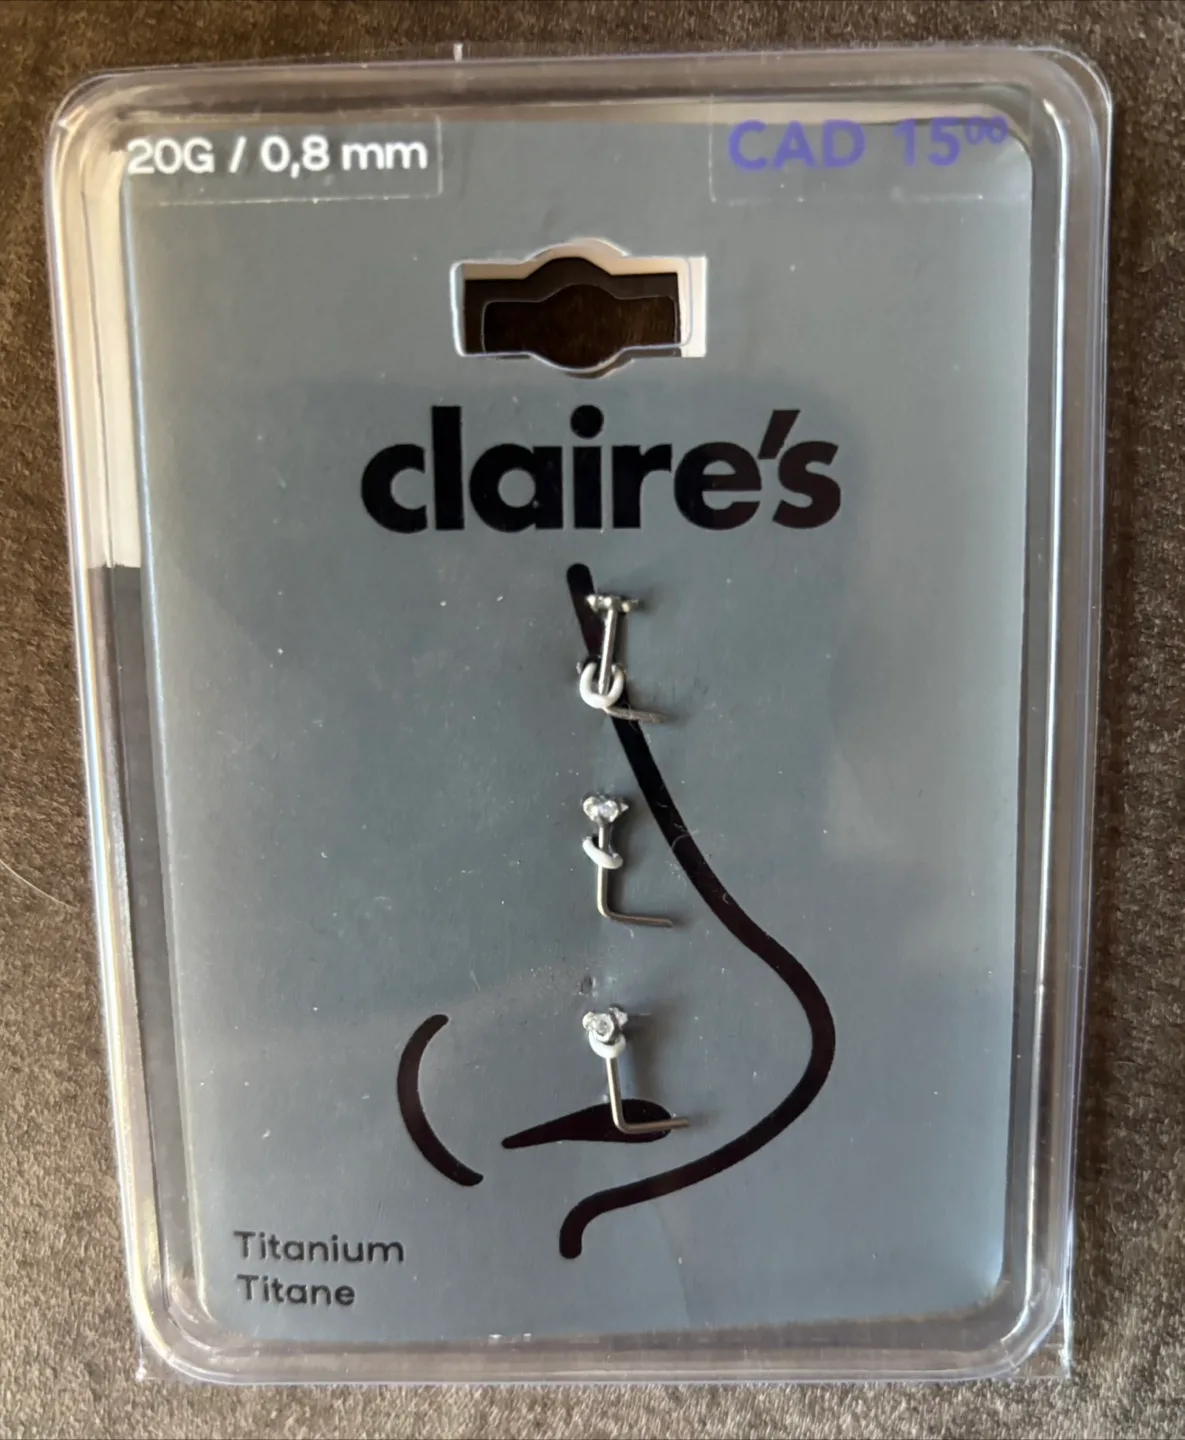 20G / 0,8 mm
CAD 15⁰⁰
claire's
Titanium
Titane